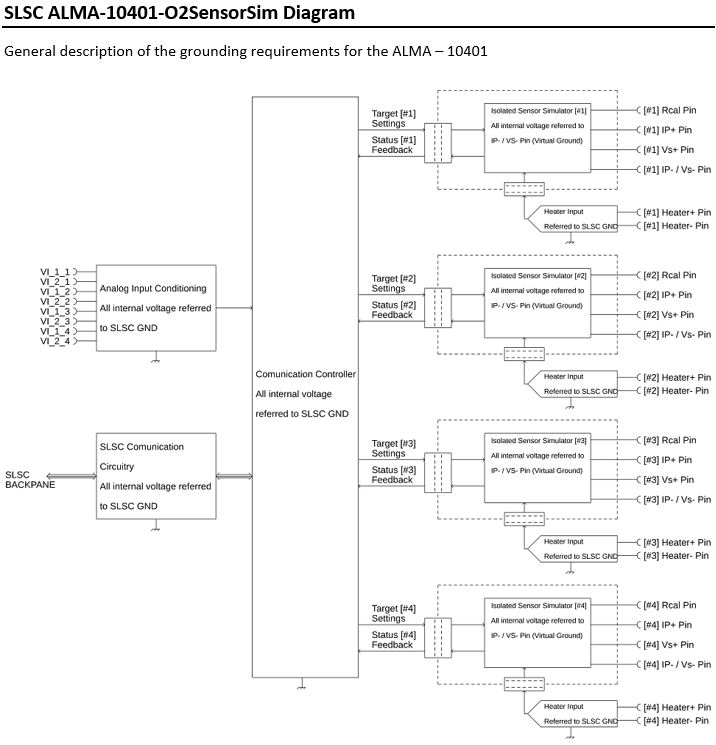 SLSC ALMA-10401-O2SensorSim Diagram
General description of the grounding requirements for the ALMA – 10401
VI_1_1
VI_2_1
VI_1_2
VI_2_2
VI_1_3
VI_2_3
VI_1_4
VI_2_4
Analog Input Conditioning
All internal voltage referred
to SLSC GND
SLSC
BACKPANE
SLSC Comunication
Circuitry
All internal voltage referred
to SLSC GND
Comunication Controller
All internal voltage
referred to SLSC GND
Target [#1]
Settings
Status [#1]
Feedback
Isolated Sensor Simulator [#1]
All internal voltage referred to
IP- / VS- Pin (Virtual Ground)
[#1] Rcal Pin
[#1] IP+ Pin
[#1] Vs+ Pin
[#1] IP- / Vs- Pin
Heater Input
Referred to SLSC GND
[#1] Heater+ Pin
[#1] Heater- Pin
Target [#2]
Settings
Status [#2]
Feedback
Isolated Sensor Simulator [#2]
All internal voltage referred to
IP- / VS- Pin (Virtual Ground)
[#2] Rcal Pin
[#2] IP+ Pin
[#2] Vs+ Pin
[#2] IP- / Vs- Pin
Heater Input
Referred to SLSC GND
[#2] Heater+ Pin
[#2] Heater- Pin
Target [#3]
Settings
Status [#3]
Feedback
Isolated Sensor Simulator [#3]
All internal voltage referred to
IP- / VS- Pin (Virtual Ground)
[#3] Rcal Pin
[#3] IP+ Pin
[#3] Vs+ Pin
[#3] IP- / Vs- Pin
Heater Input
Referred to SLSC GND
[#3] Heater+ Pin
[#3] Heater- Pin
Target [#4]
Settings
Status [#4]
Feedback
Isolated Sensor Simulator [#4]
All internal voltage referred to
IP- / VS- Pin (Virtual Ground)
[#4] Rcal Pin
[#4] IP+ Pin
[#4] Vs+ Pin
[#4] IP- / Vs- Pin
Heater Input
Referred to SLSC GND
[#4] Heater+ Pin
[#4] Heater- Pin